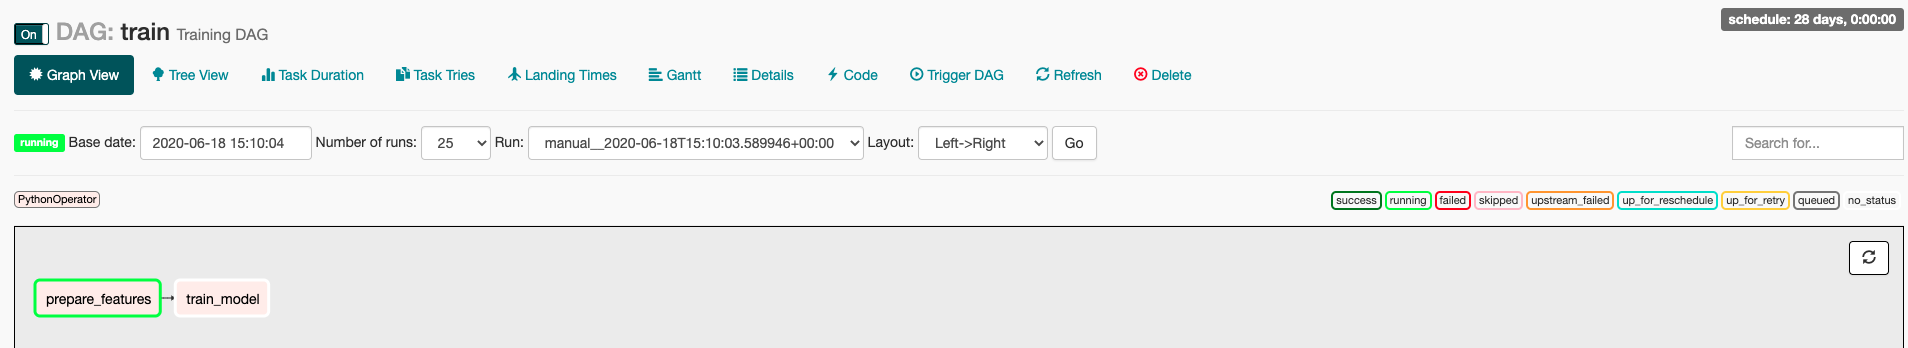 schedule: 28 days, 0:00:00
On DAG: train Training DAG
Graph View Tree View Task Duration Task Tries Landing Times Gantt Details Code Trigger DAG Refresh Delete
running Base date: 2020-06-18 15:10:04 Number of runs: 25 Run: manual__2020-06-18T15:10:03.589946+00:00 Layout: Left->Right Go Search for...
PythonOperator success running failed skipped upstream_failed up_for_reschedule up_for_retry queued no_status
prepare_features train_model